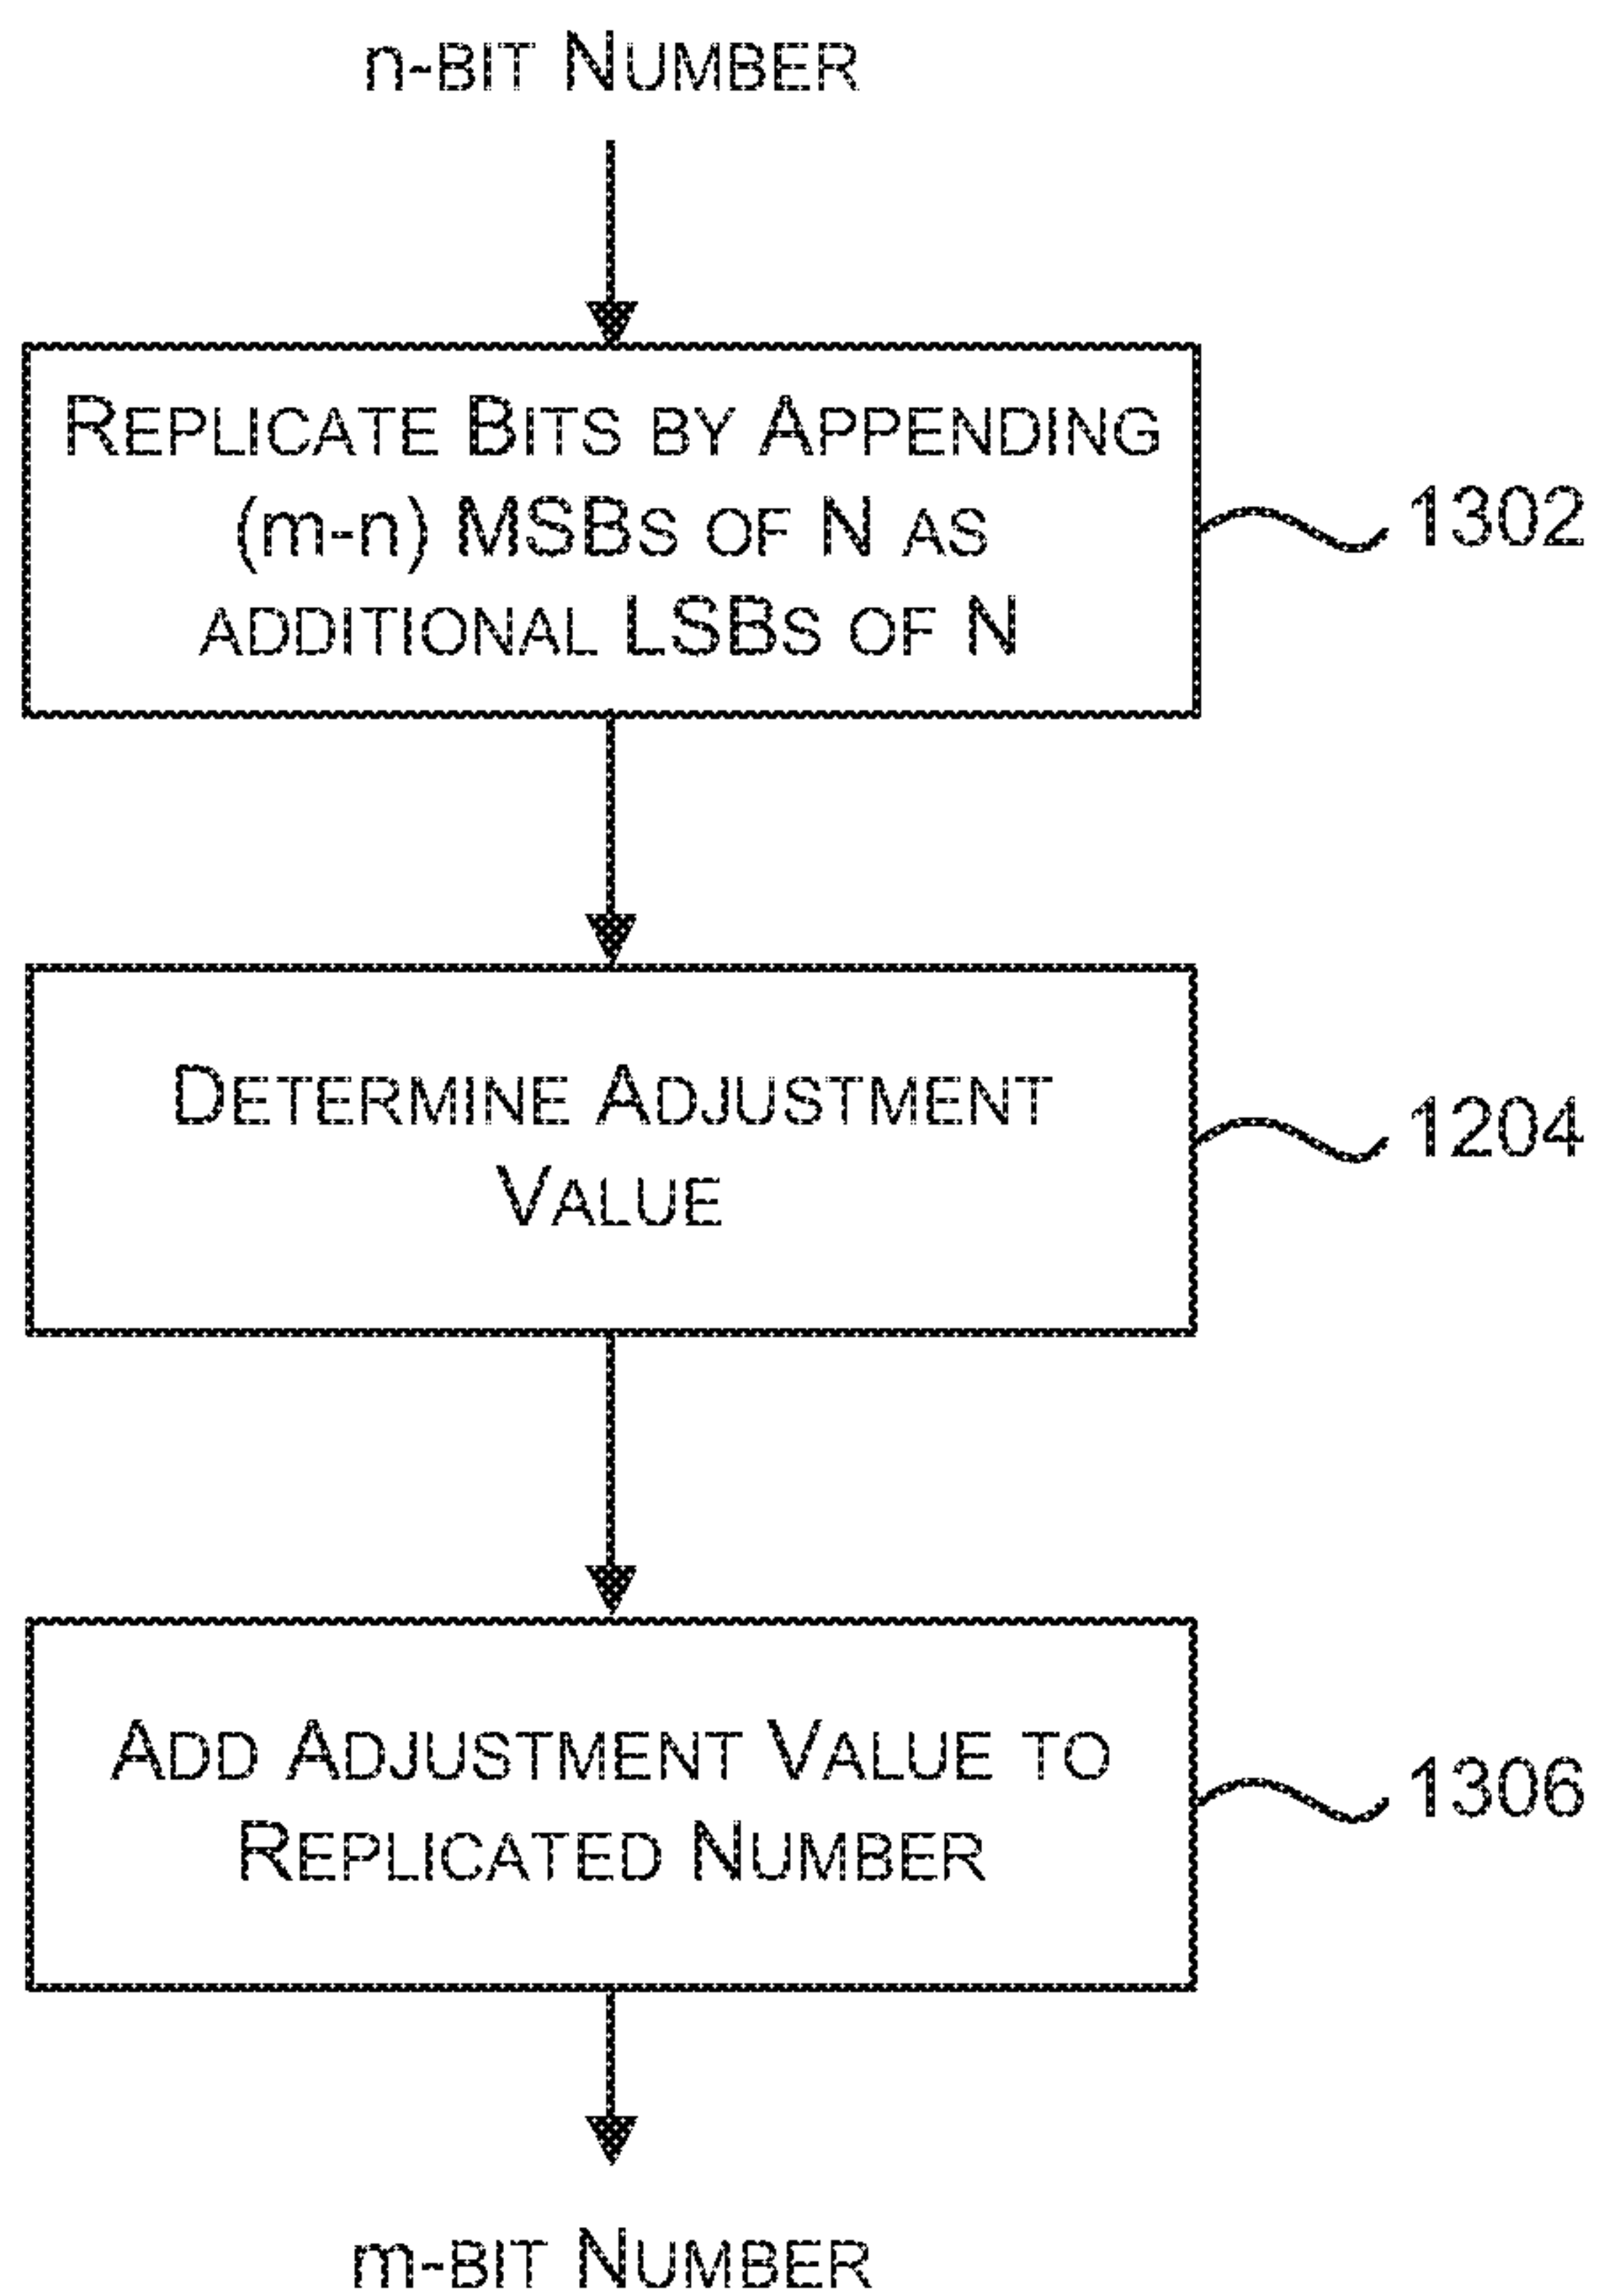 n-BIT NUMBER
REPLICATE BITS BY APPENDING
(m-n) MSBS OF N AS
ADDITIONAL LSBS OF N
1302
DETERMINE ADJUSTMENT
VALUE
1204
ADD ADJUSTMENT VALUE TO
REPLICATED NUMBER
1306
m-BIT NUMBER